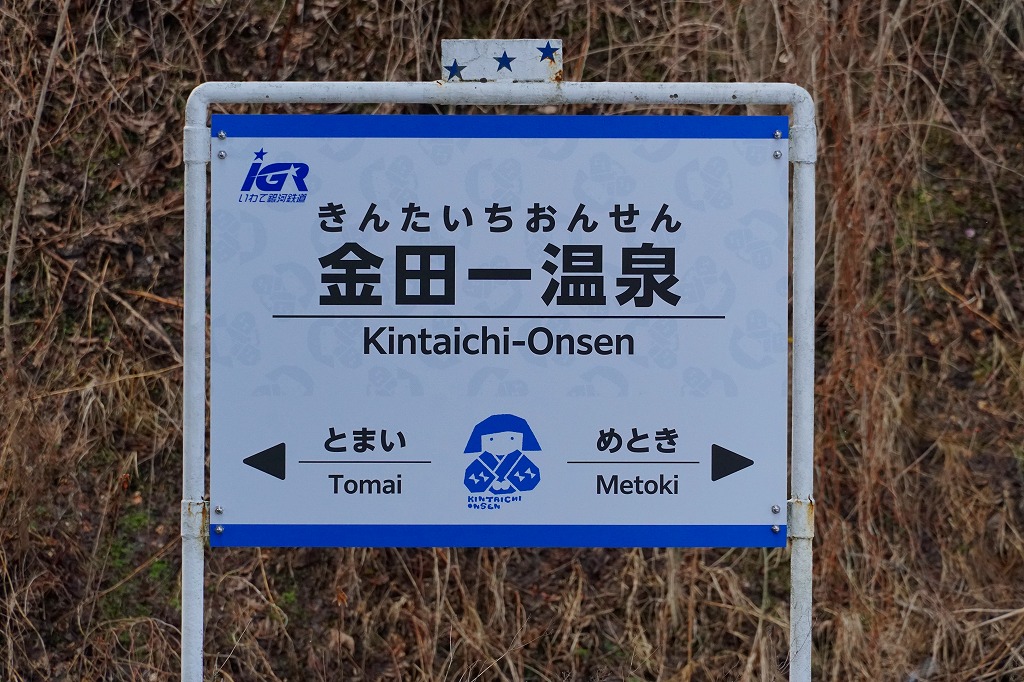 IGR
いわて銀河鉄道
きんたいちおんせん
金田一温泉
Kintaichi-Onsen
とまい
めとき
Tomai
Metoki
KINTAICHI
ONSEN